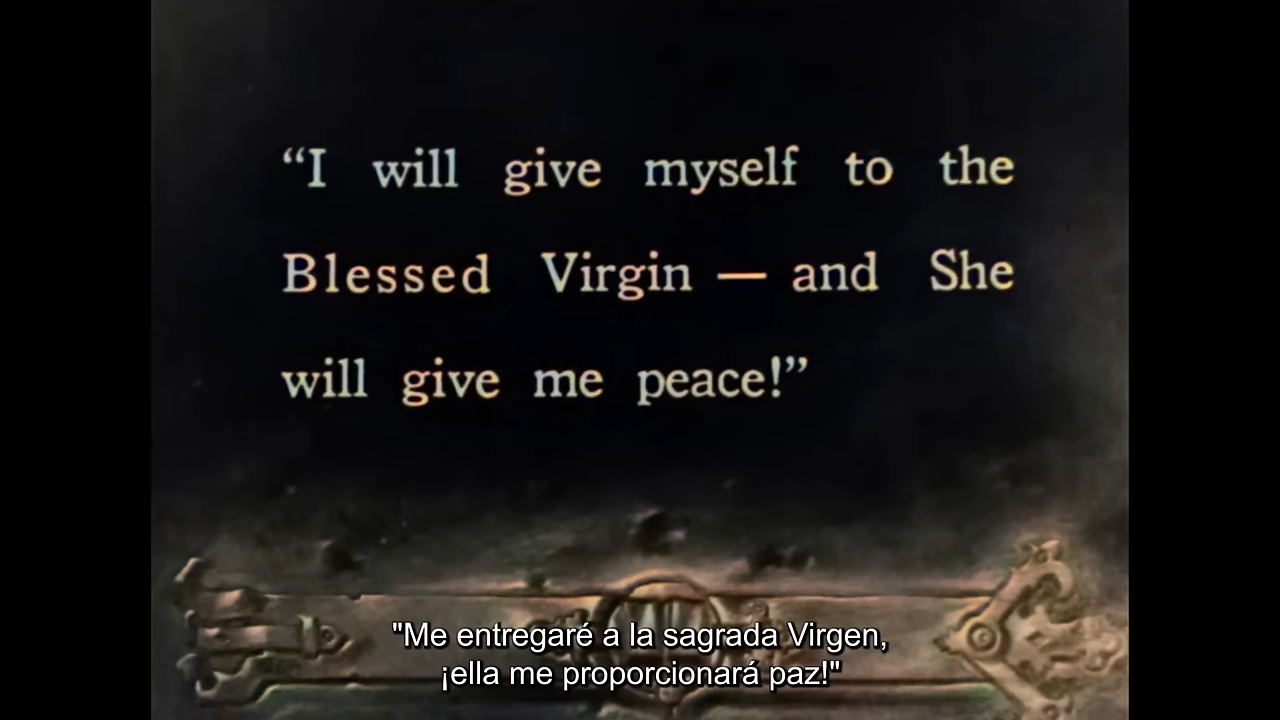 “I will give myself to the
Blessed Virgin — and She
will give me peace!”
"Me entregaré a la sagrada Virgen,
¡ella me proporcionará paz!"